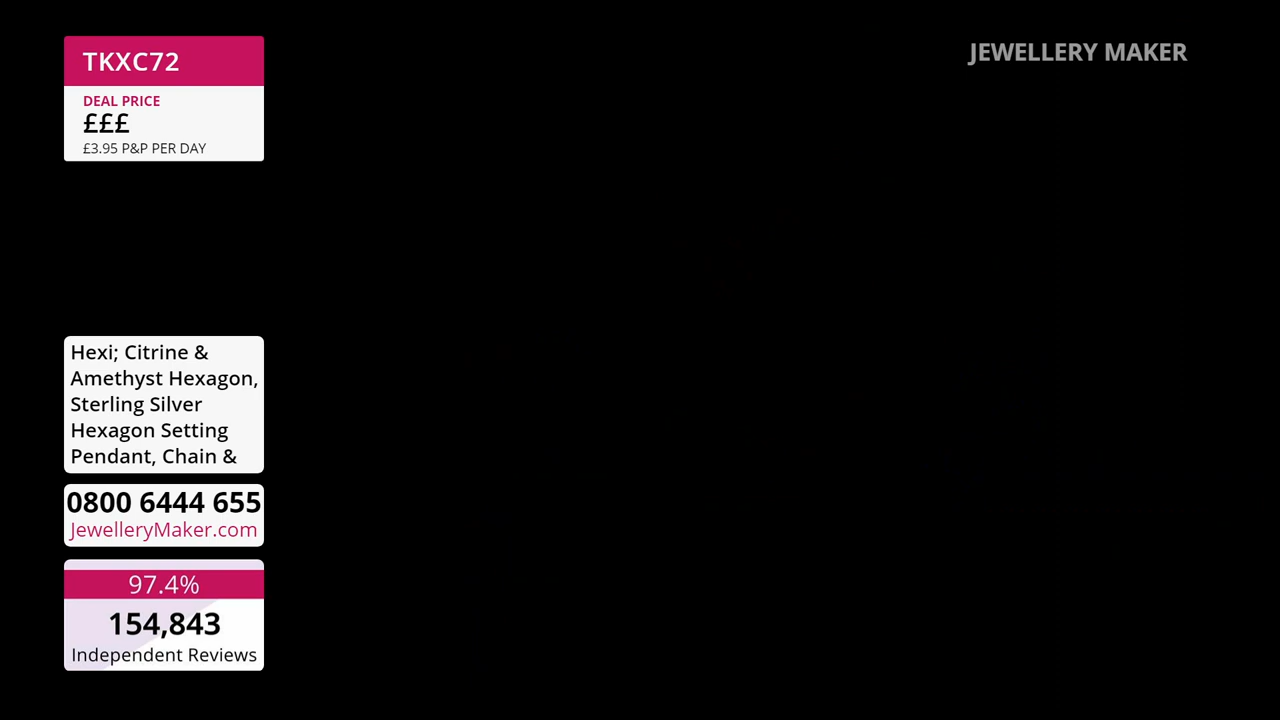 TKXC72
JEWELLERY MAKER
DEAL PRICE
£££
£3.95 P&P PER DAY
Hexi; Citrine &
Amethyst Hexagon,
Sterling Silver
Hexagon Setting
Pendant, Chain &
0800 6444 655
JewelleryMaker.com
97.4%
154,843
Independent Reviews